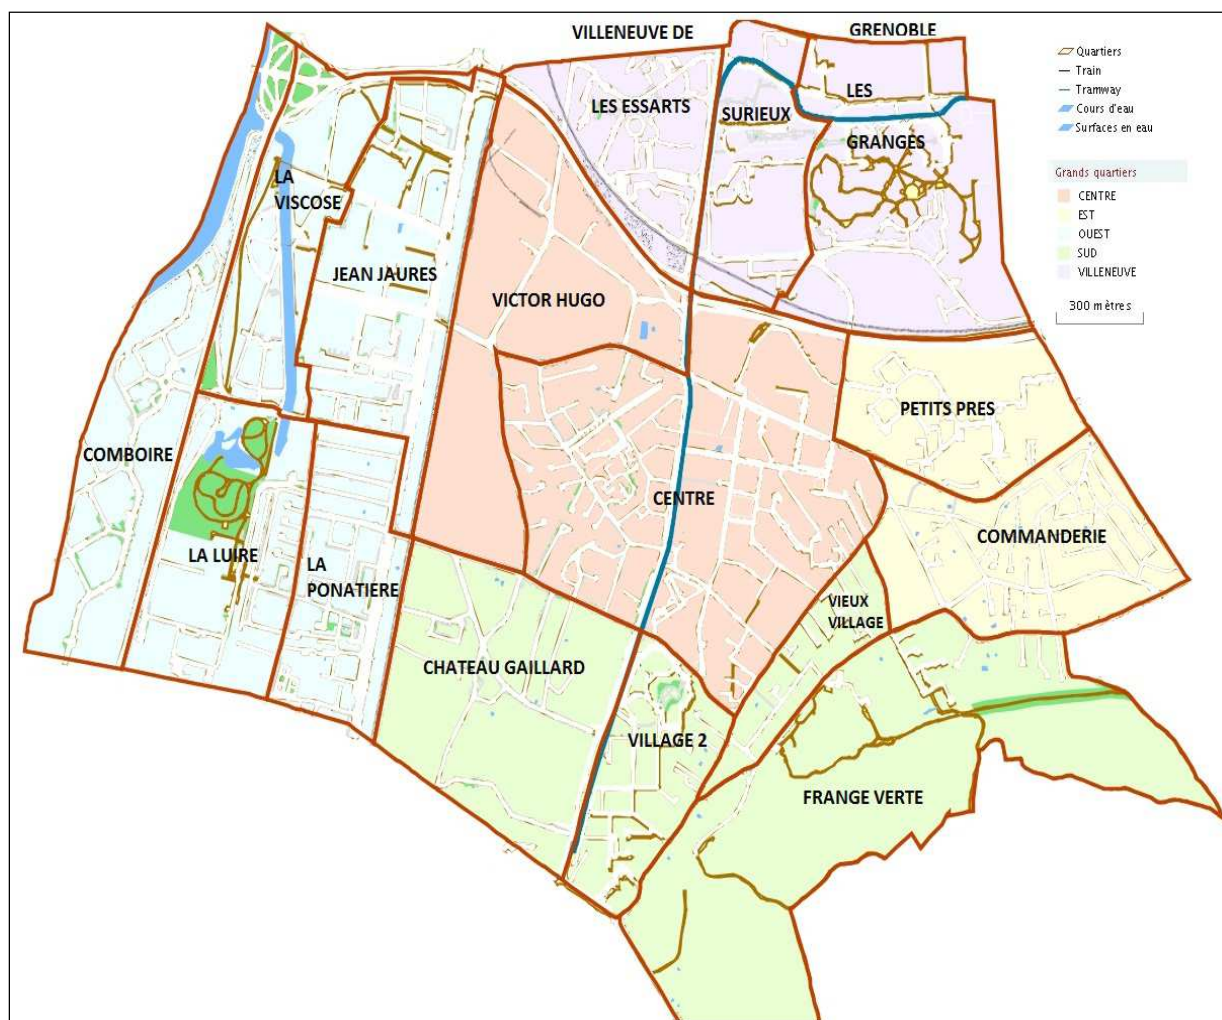 VILLENEUVE DE
GRENOBLE
LES ESSARTS
SURIEUX
LES
GRANGES
LA
VISCOSE
JEAN JAURES
VICTOR HUGO
PETITS PRES
COMBOIRE
CENTRE
COMMANDERIE
LA LUIRE
LA
PONATIERE
VIEUX
VILLAGE
CHATEAU GAILLARD
VILLAGE 2
FRANGE VERTE
Quartiers
Train
Tramway
Cours d'eau
Surfaces en eau
Grands quartiers
CENTRE
EST
OUEST
SUD
VILLENEUVE
300 mètres